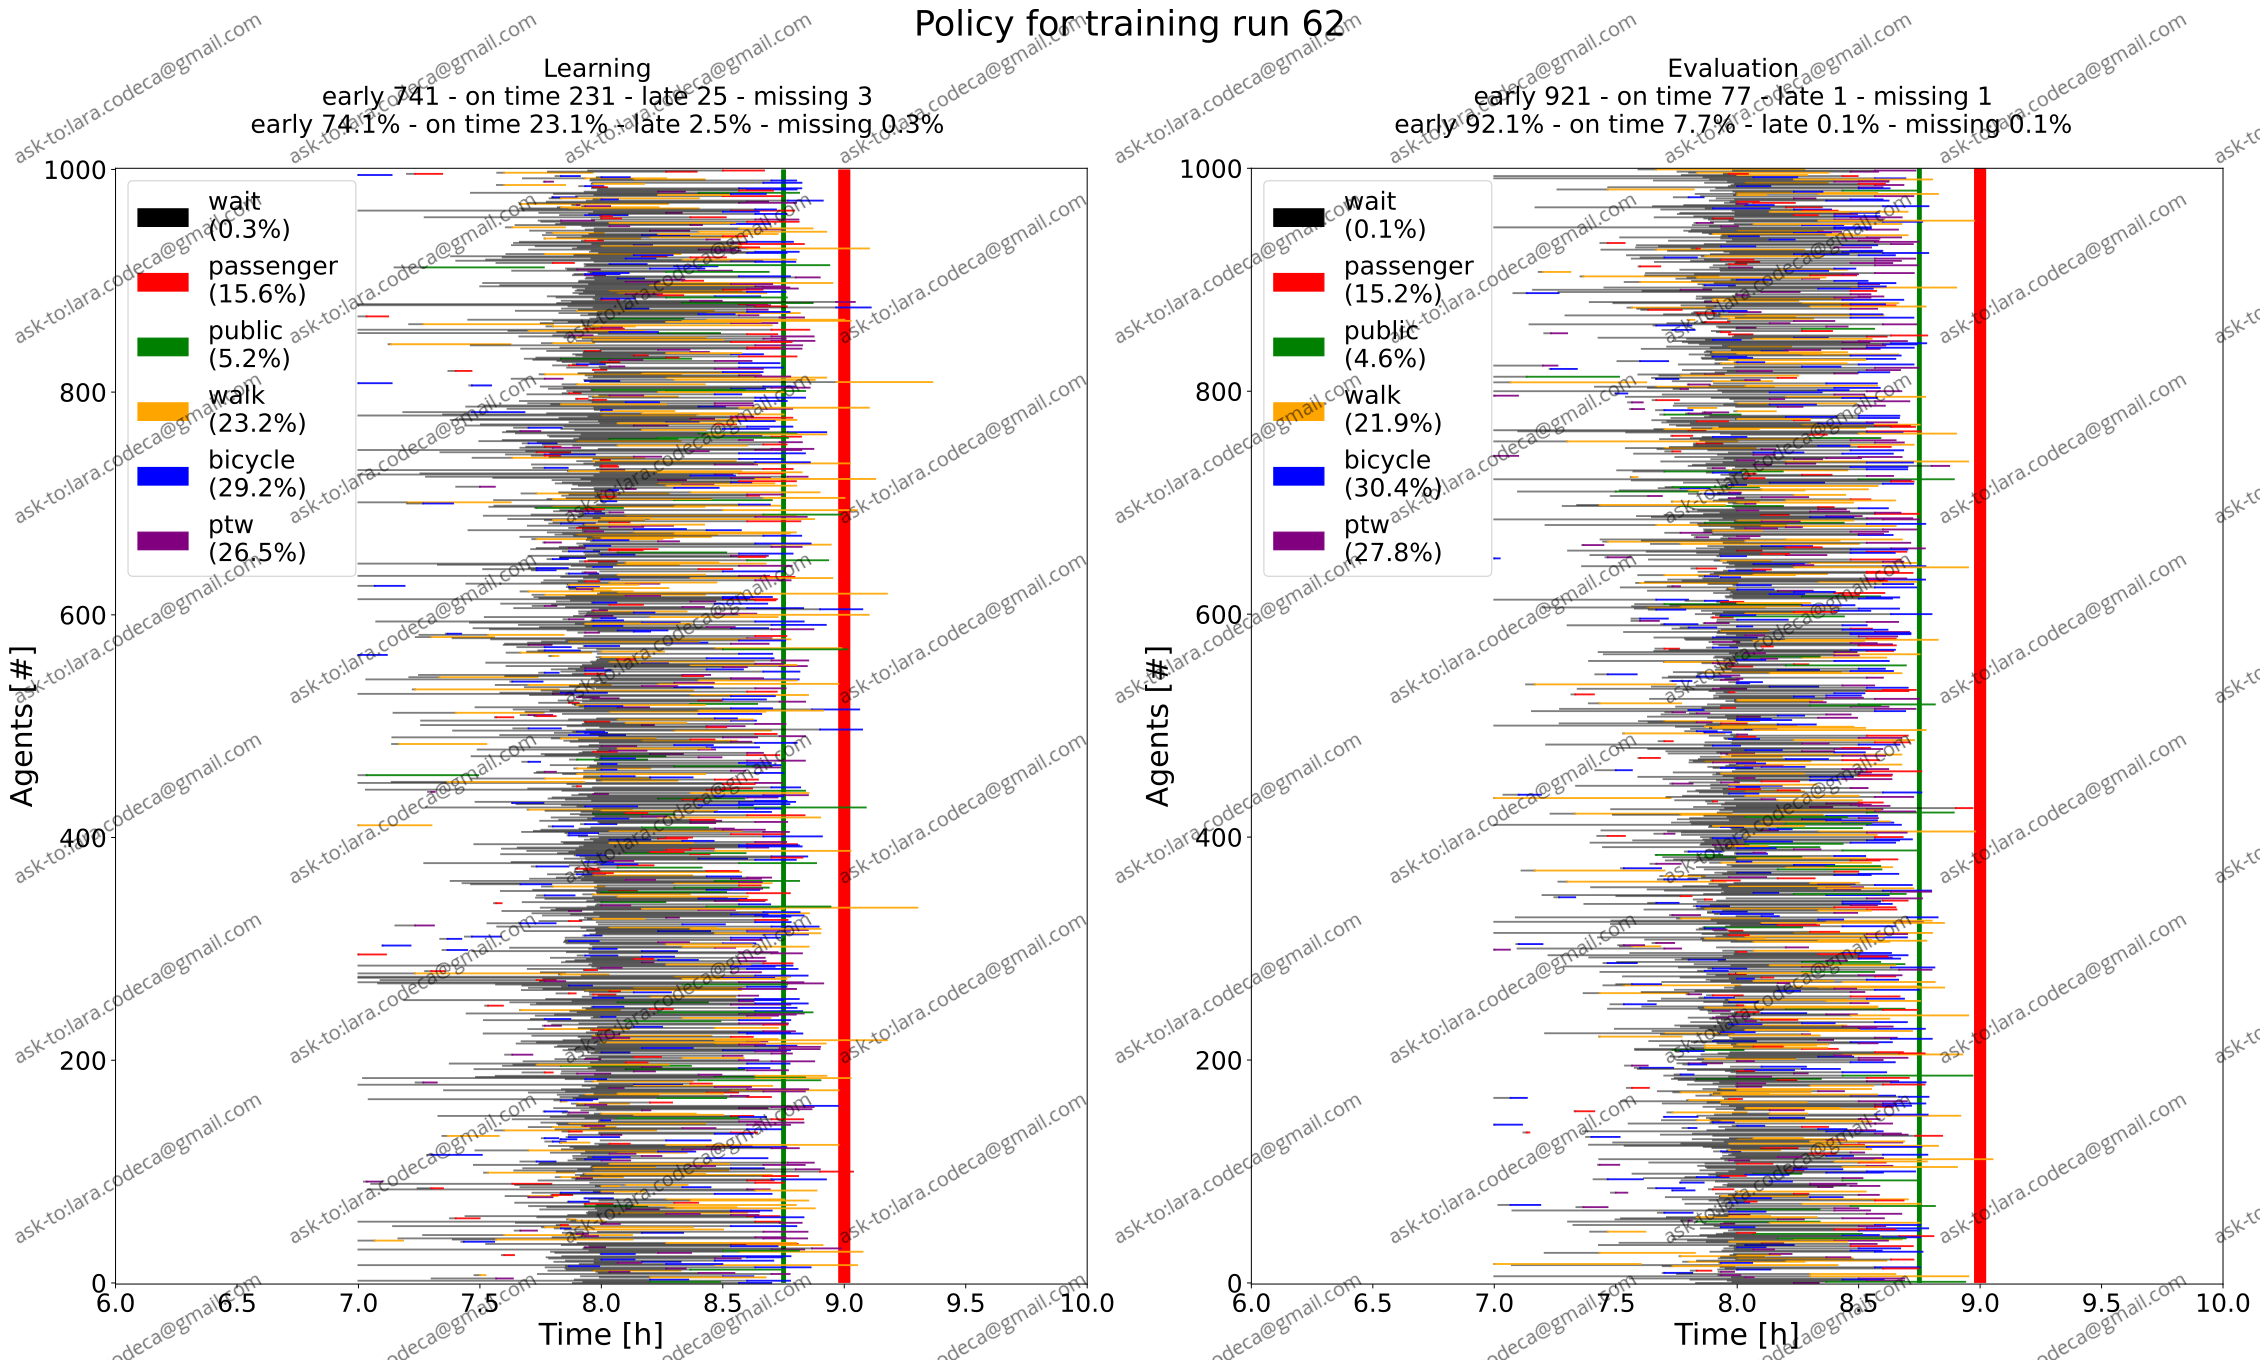 Policy for training run 62
Learning
early 741 - on time 231 - late 25 - missing 3
early 74.1% - on time 23.1% - late 2.5% - missing 0.3%
1000
800
600
400
200
0
Agents [#]
wait
(0.3%)
passenger
(15.6%)
public
(5.2%)
walk
(23.2%)
bicycle
(29.2%)
ptw
(26.5%)
6.0 6.5 7.0 7.5 8.0 8.5 9.0 9.5 10.0
Time [h]
Evaluation
early 921 - on time 77 - late 1 - missing 1
early 92.1% - on time 7.7% - late 0.1% - missing 0.1%
1000
800
600
400
200
0
Agents [#]
wait
(0.1%)
passenger
(15.2%)
public
(4.6%)
walk
(21.9%)
bicycle
(30.4%)
ptw
(27.8%)
6.0 6.5 7.0 7.5 8.0 8.5 9.0 9.5 10.0
Time [h]
ask-to:lara.codeca@gmail.com